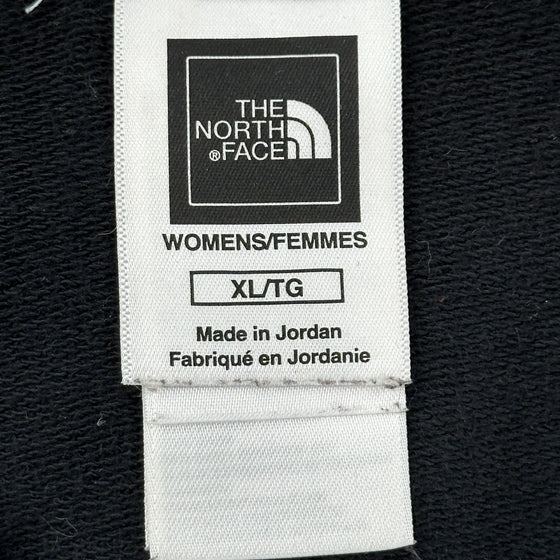 THE
NORTH
®FACE
WOMENS/FEMMES
XL/TG
Made in Jordan
Fabriqué en Jordanie